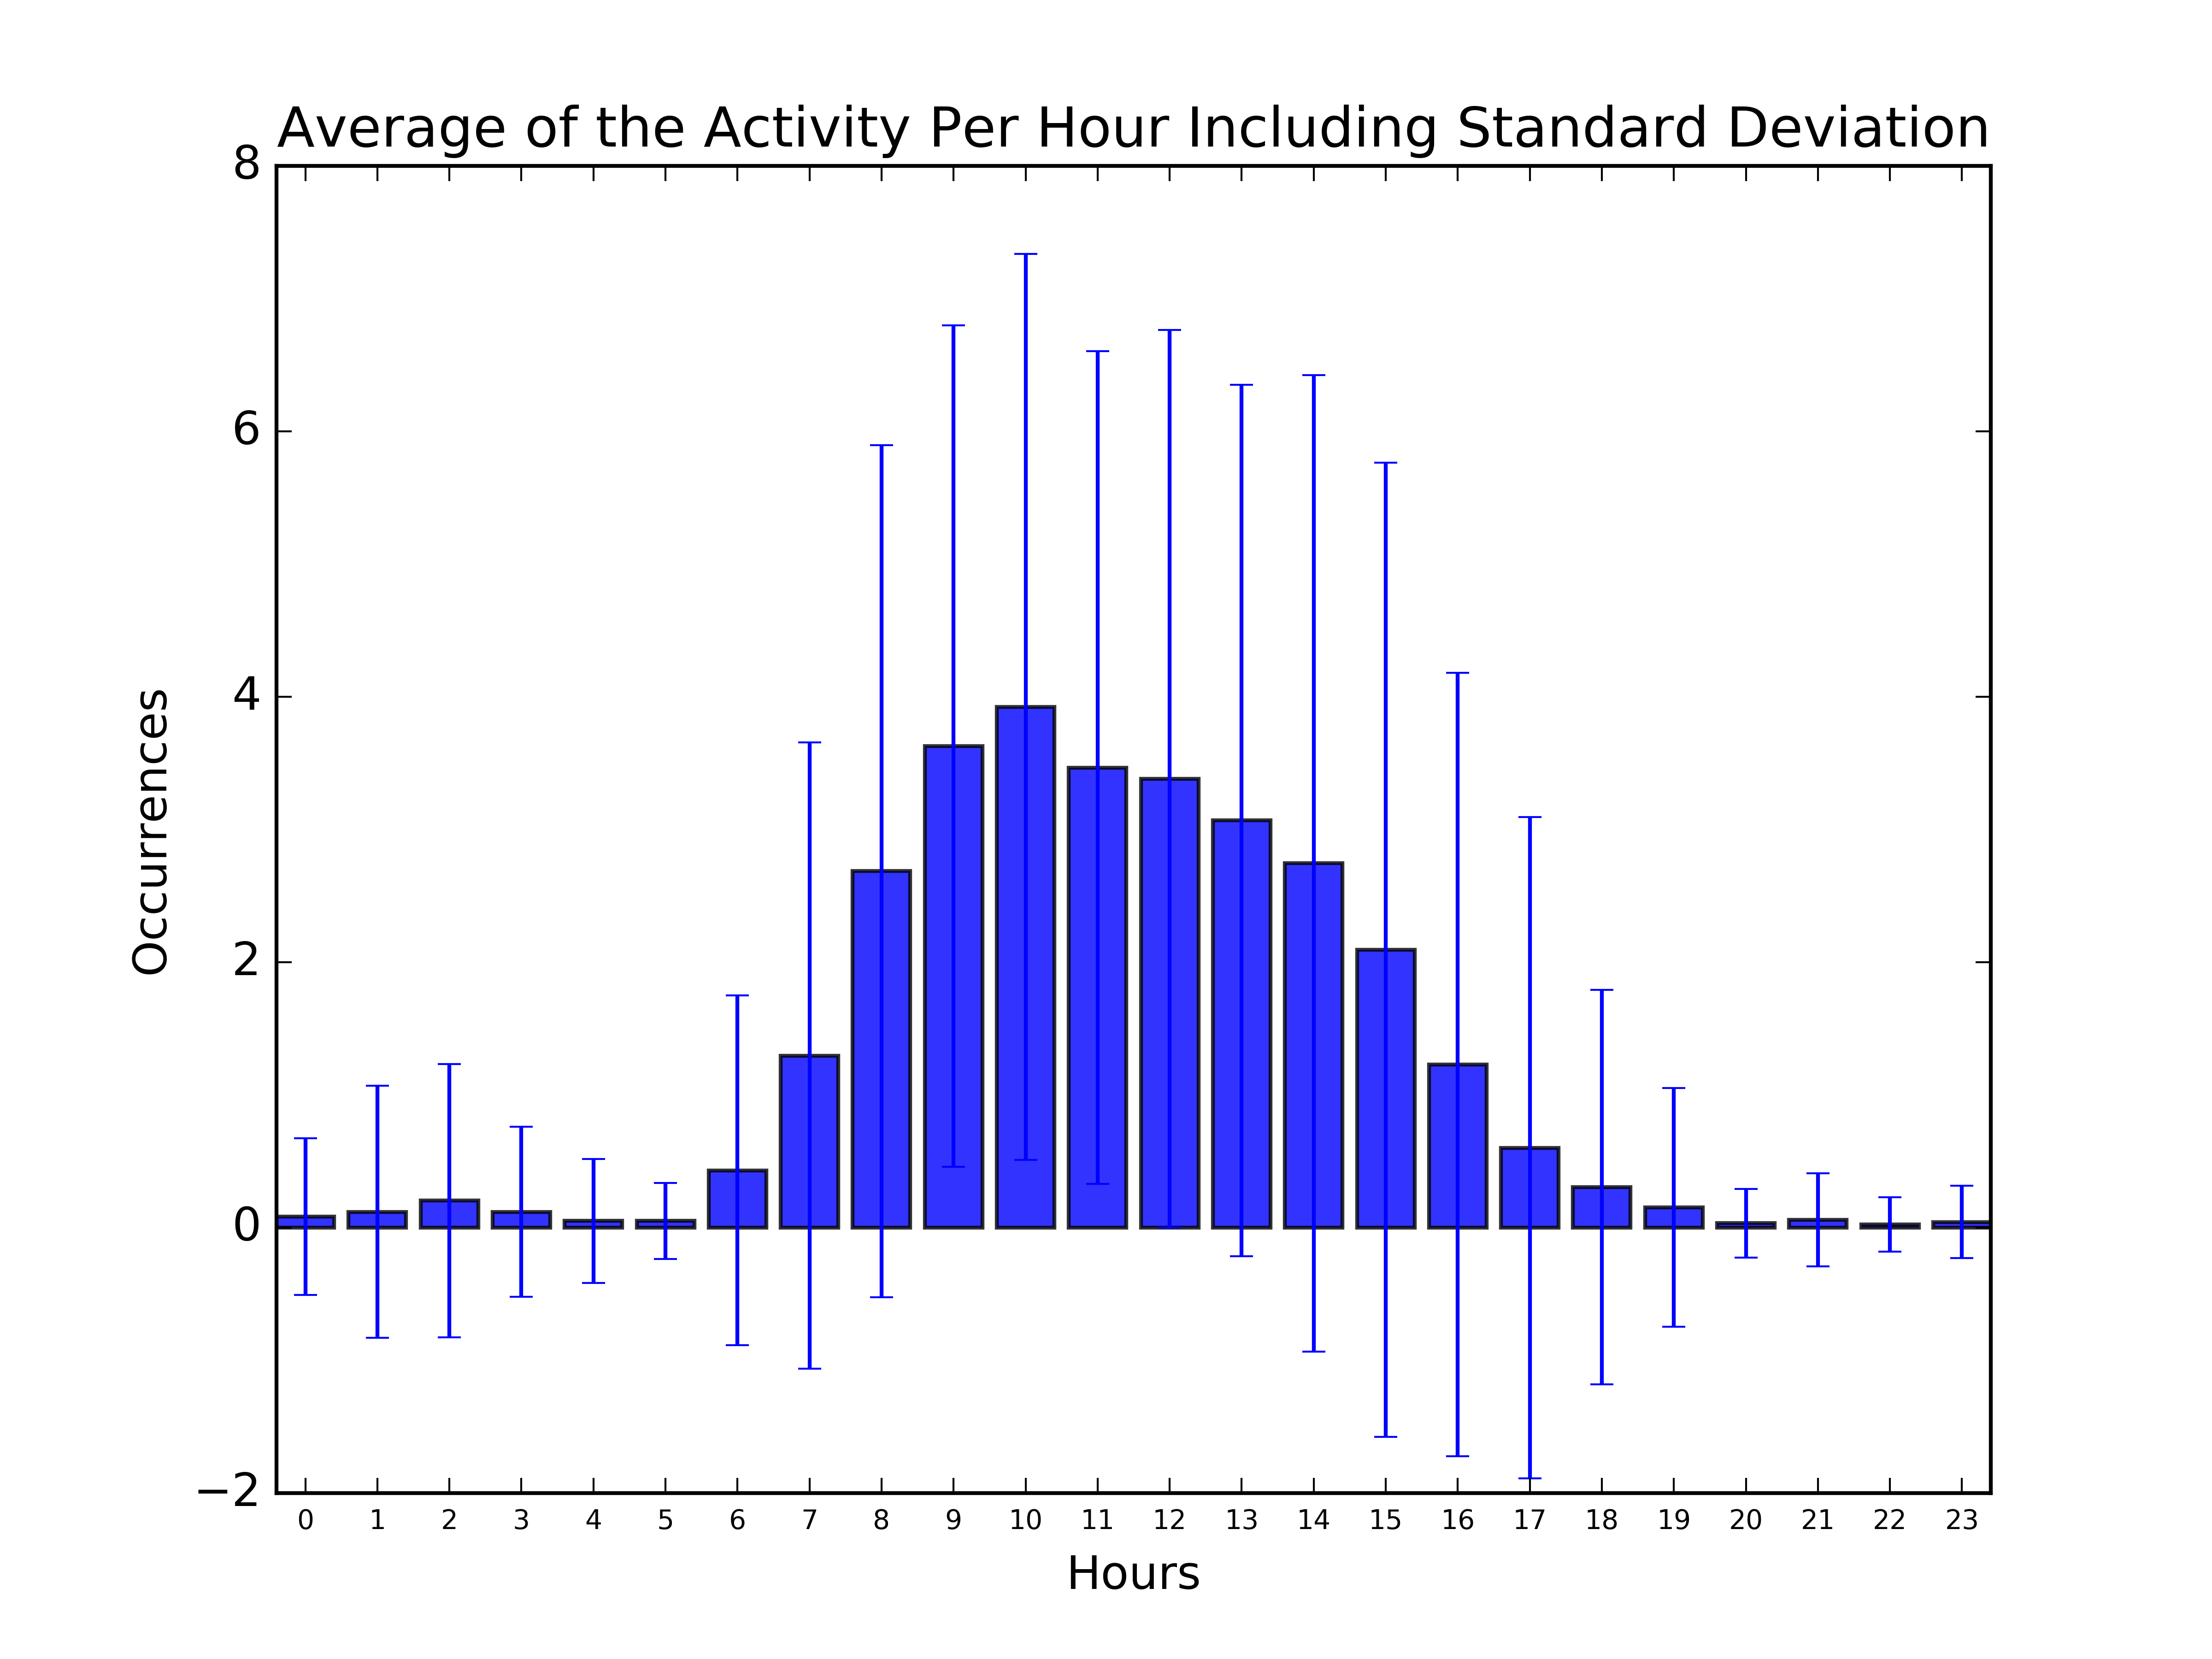 Average of the Activity Per Hour Including Standard Deviation
8
6
4
2
0
−2
Occurrences
0 1 2 3 4 5 6 7 8 9 10 11 12 13 14 15 16 17 18 19 20 21 22 23
Hours